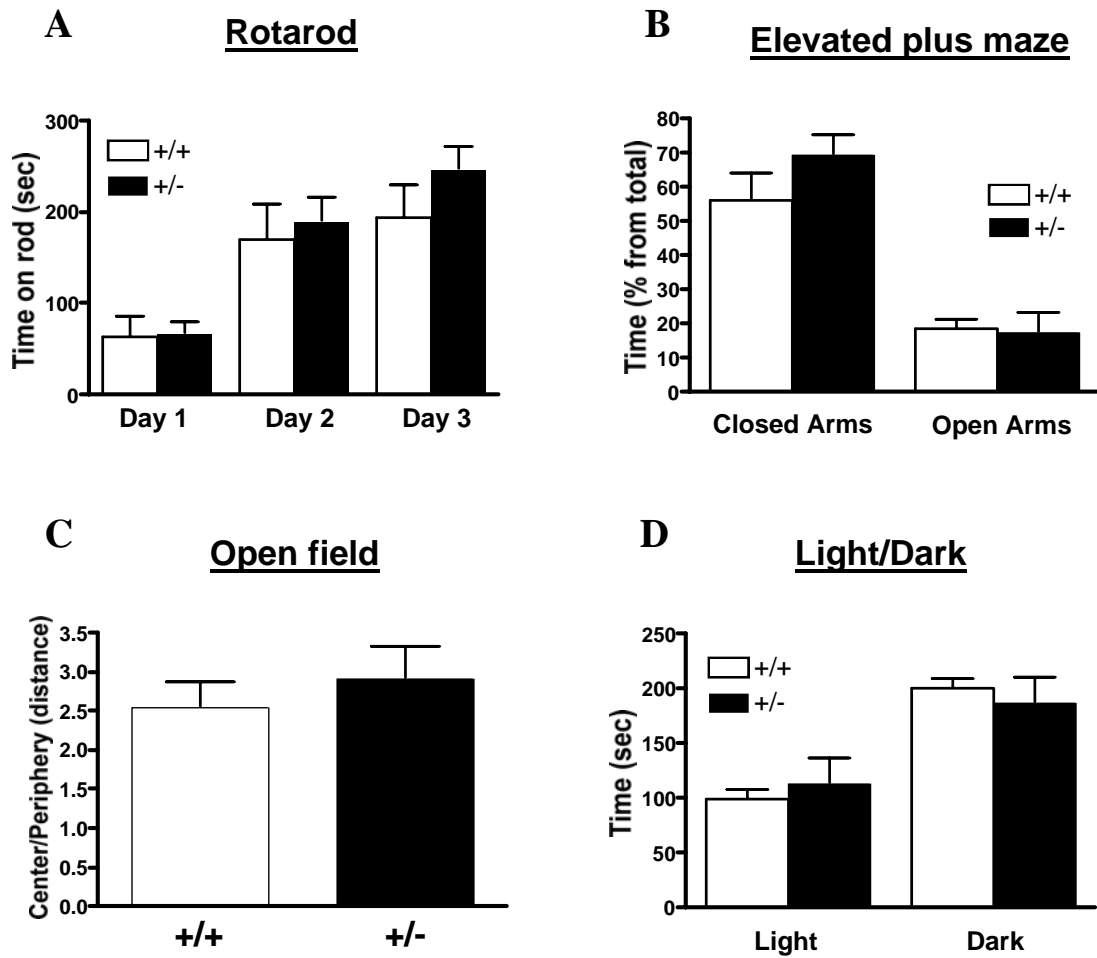 A
Rotarod
Time on rod (sec)
300
200
100
0
+/+
+/-
Day 1 Day 2 Day 3
B
Elevated plus maze
Time (% from total)
80
70
60
50
40
30
20
10
0
+/+
+/-
Closed Arms Open Arms
C
Open field
Center/Periphery (distance)
3.5
3.0
2.5
2.0
1.5
1.0
0.5
0.0
+/+ +/-
D
Light/Dark
Time (sec)
250
200
150
100
50
0
+/+
+/-
Light Dark